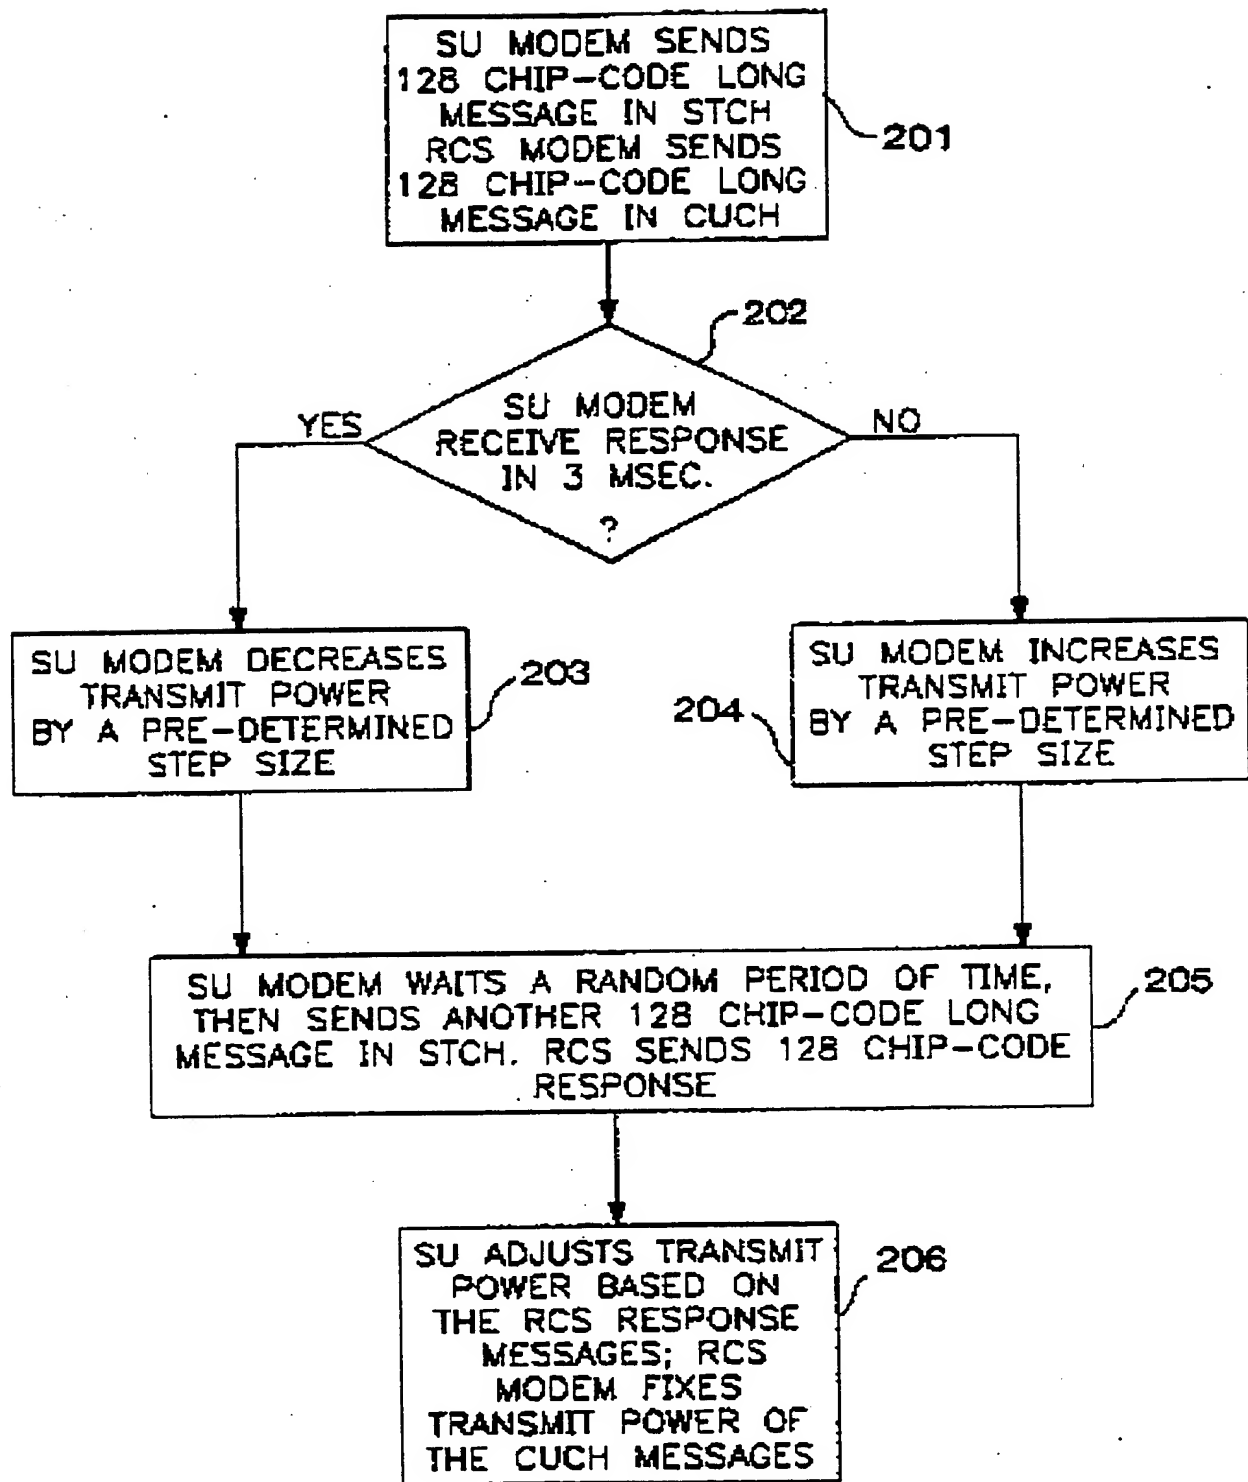 SU MODEM SENDS
128 CHIP-CODE LONG
MESSAGE IN STCH
RCS MODEM SENDS
128 CHIP-CODE LONG
MESSAGE IN CUCH
201
202
YES
SU MODEM
RECEIVE RESPONSE
IN 3 MSEC.
?
NO
SU MODEM DECREASES
TRANSMIT POWER
BY A PRE-DETERMINED
STEP SIZE
203
204
SU MODEM INCREASES
TRANSMIT POWER
BY A PRE-DETERMINED
STEP SIZE
SU MODEM WAITS A RANDOM PERIOD OF TIME,
THEN SENDS ANOTHER 128 CHIP-CODE LONG
MESSAGE IN STCH. RCS SENDS 128 CHIP-CODE
RESPONSE
205
SU ADJUSTS TRANSMIT
POWER BASED ON
THE RCS RESPONSE
MESSAGES; RCS
MODEM FIXES
TRANSMIT POWER OF
THE CUCH MESSAGES
206